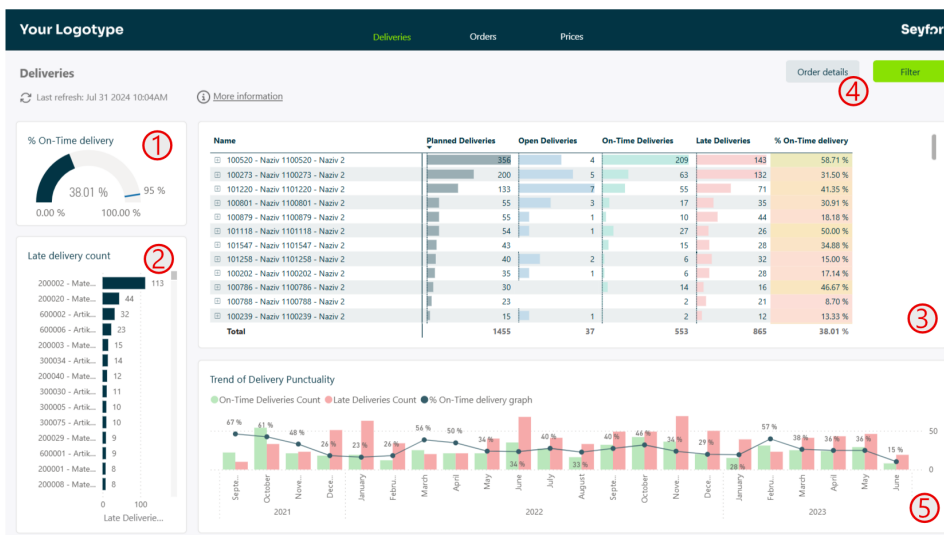 Your Logotype
Deliveries Orders Prices
Seyfor
Deliveries
Order details Filter
4
Last refresh: Jul 31 2024 10:04AM More information
% On-Time delivery
1
38.01 % 95 %
0.00 % 100.00 %
Late delivery count
2
200002 - Mate... 113
200020 - Mate... 44
600002 - Artik... 32
600006 - Artik... 23
200003 - Mate... 15
300034 - Artik... 14
200040 - Mate... 12
300030 - Artik... 11
300005 - Artik... 10
300075 - Artik... 10
200029 - Mate... 9
600001 - Artik... 9
200001 - Mate... 8
200008 - Mate... 8
0 100
Late Deliverie...
Name Planned Deliveries Open Deliveries On-Time Deliveries Late Deliveries % On-Time delivery
100520 - Naziv 1100520 - Naziv 2 356 4 209 143 58.71 %
100273 - Naziv 1100273 - Naziv 2 200 5 63 132 31.50 %
101220 - Naziv 1101220 - Naziv 2 133 7 55 71 41.35 %
100801 - Naziv 1100801 - Naziv 2 55 3 17 35 30.91 %
100879 - Naziv 1100879 - Naziv 2 55 1 10 44 18.18 %
101118 - Naziv 1101118 - Naziv 2 54 1 27 26 50.00 %
101547 - Naziv 1101547 - Naziv 2 43 15 28 34.88 %
101258 - Naziv 1101258 - Naziv 2 40 2 6 32 15.00 %
100202 - Naziv 1100202 - Naziv 2 35 1 6 28 17.14 %
100786 - Naziv 1100786 - Naziv 2 30 14 16 46.67 %
100788 - Naziv 1100788 - Naziv 2 23 2 21 8.70 %
100239 - Naziv 1100239 - Naziv 2 15 1 2 12 13.33 %
Total 1455 37 553 865 38.01 %
3
Trend of Delivery Punctuality
On-Time Deliveries Count Late Deliveries Count % On-Time delivery graph
67 % 61 % 48 % 26 % 23 % 26 % 56 % 50 % 34 % 34 % 40 % 33 % 40 % 46 % 34 % 29 % 28 % 57 % 38 % 36 % 36 % 15 %
50
0
Septe... October Nove... Dece... January Febru... March April May June July August Septe... October Nove... Dece... January Febru... March April May June
2021 2022 2023
5